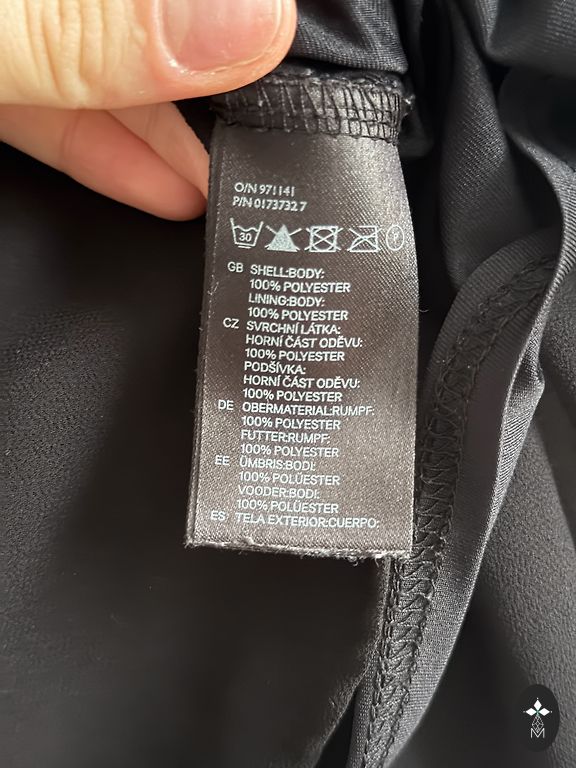 O/N 971141
P/N 0173732 7
30
GB SHELL:BODY:
100% POLYESTER
LINING:BODY:
100% POLYESTER
CZ SVRCHNÍ LÁTKA:
HORNÍ ČÁST ODĚVU:
100% POLYESTER
PODŠÍVKA:
HORNÍ ČÁST ODĚVU:
100% POLYESTER
DE OBERMATERIAL:RUMPF:
100% POLYESTER
FUTTER:RUMPF:
100% POLYESTER
EE ÜMBRIS:BODI:
100% POLÜESTER
VOODER:BODI:
100% POLÜESTER
ES TELA EXTERIOR:CUERPO:
M